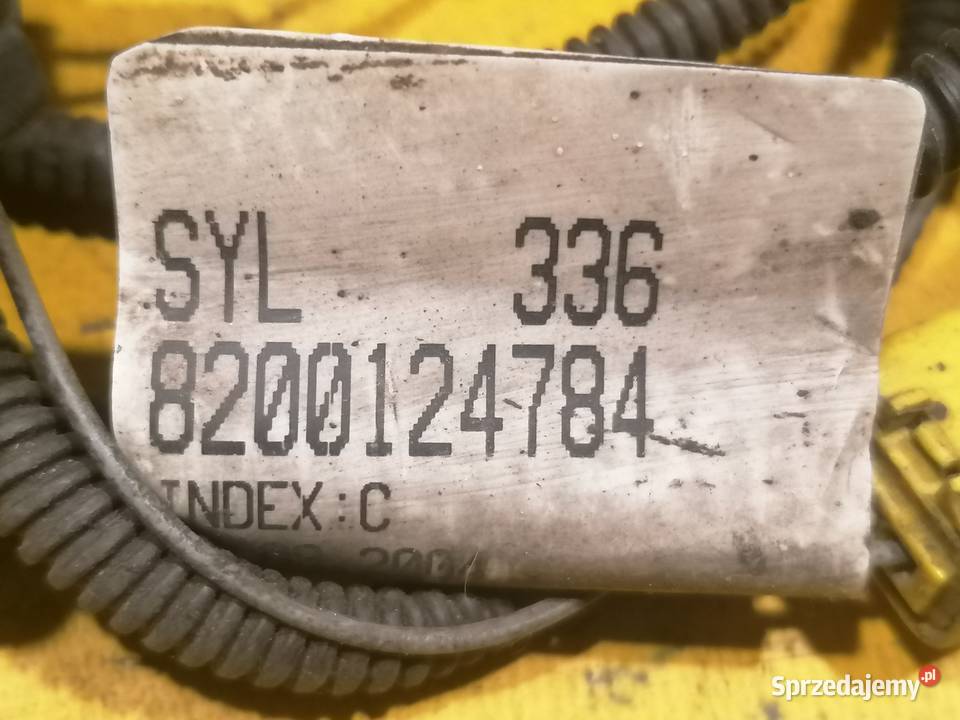 SYL 336
8200124784
INDEX:C
Sprzedajemy.pl